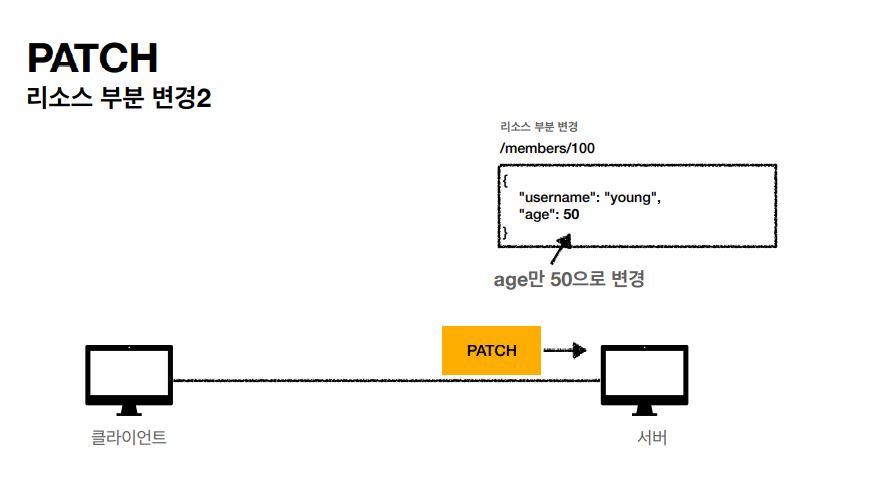 PATCH
리소스 부분 변경2
리소스 부분 변경
/members/100
{
"username": "young",
"age": 50
}
age만 50으로 변경
PATCH
클라이언트
서버